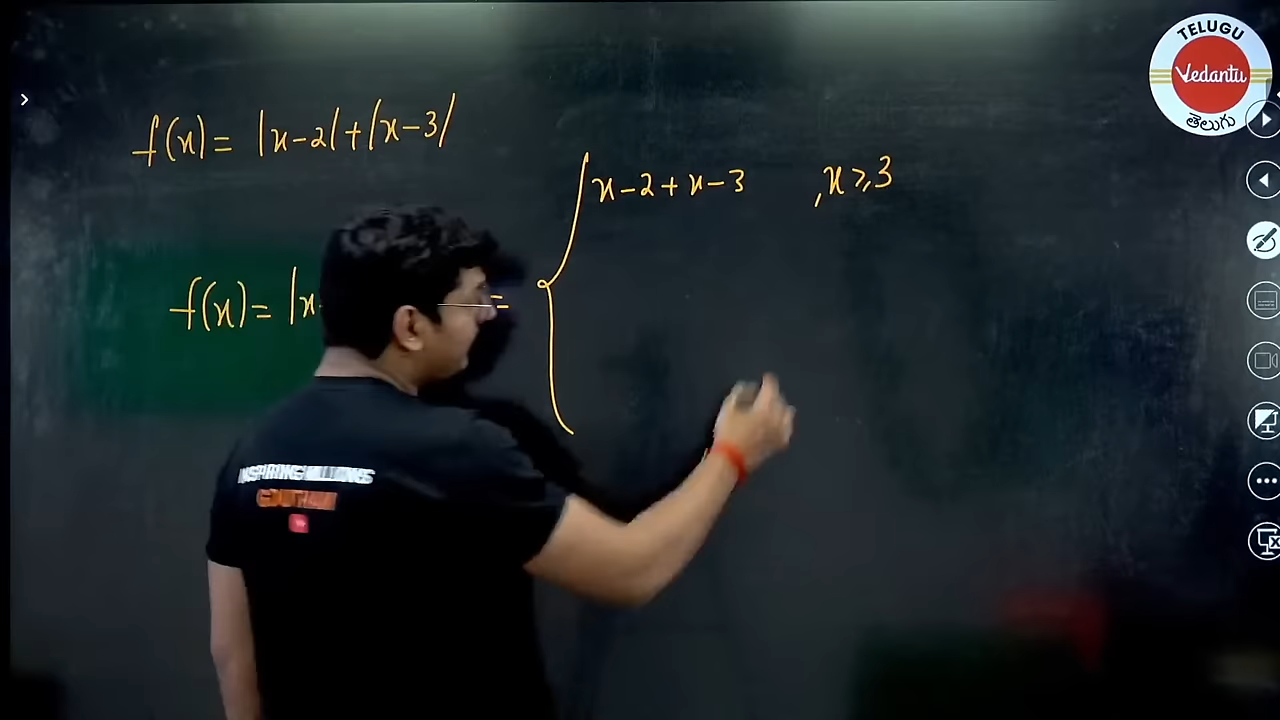 TELUGU
Vedantu
తెలుగు
f(x) = |x-2| + |x-3|
x-2+x-3 , x ≥ 3
f(x) = |x- =
INSPIRING MILLIONS